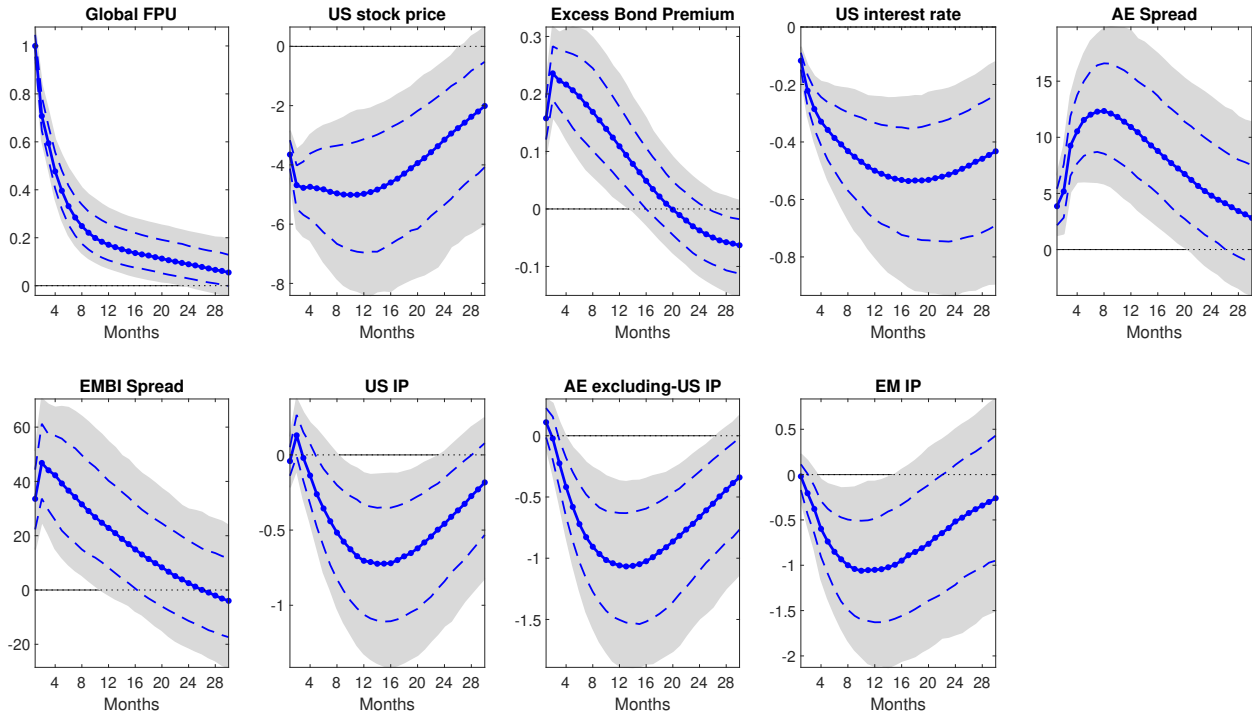 Global FPU
1
0.8
0.6
0.4
0.2
0
4 8 12 16 20 24 28
Months
US stock price
0
-2
-4
-6
-8
4 8 12 16 20 24 28
Months
Excess Bond Premium
0.3
0.2
0.1
0
-0.1
4 8 12 16 20 24 28
Months
US interest rate
0
-0.2
-0.4
-0.6
-0.8
4 8 12 16 20 24 28
Months
AE Spread
15
10
5
0
4 8 12 16 20 24 28
Months
EMBI Spread
60
40
20
0
-20
4 8 12 16 20 24 28
Months
US IP
0
-0.5
-1
4 8 12 16 20 24 28
Months
AE excluding-US IP
0
-0.5
-1
-1.5
4 8 12 16 20 24 28
Months
EM IP
0.5
0
-0.5
-1
-1.5
-2
4 8 12 16 20 24 28
Months